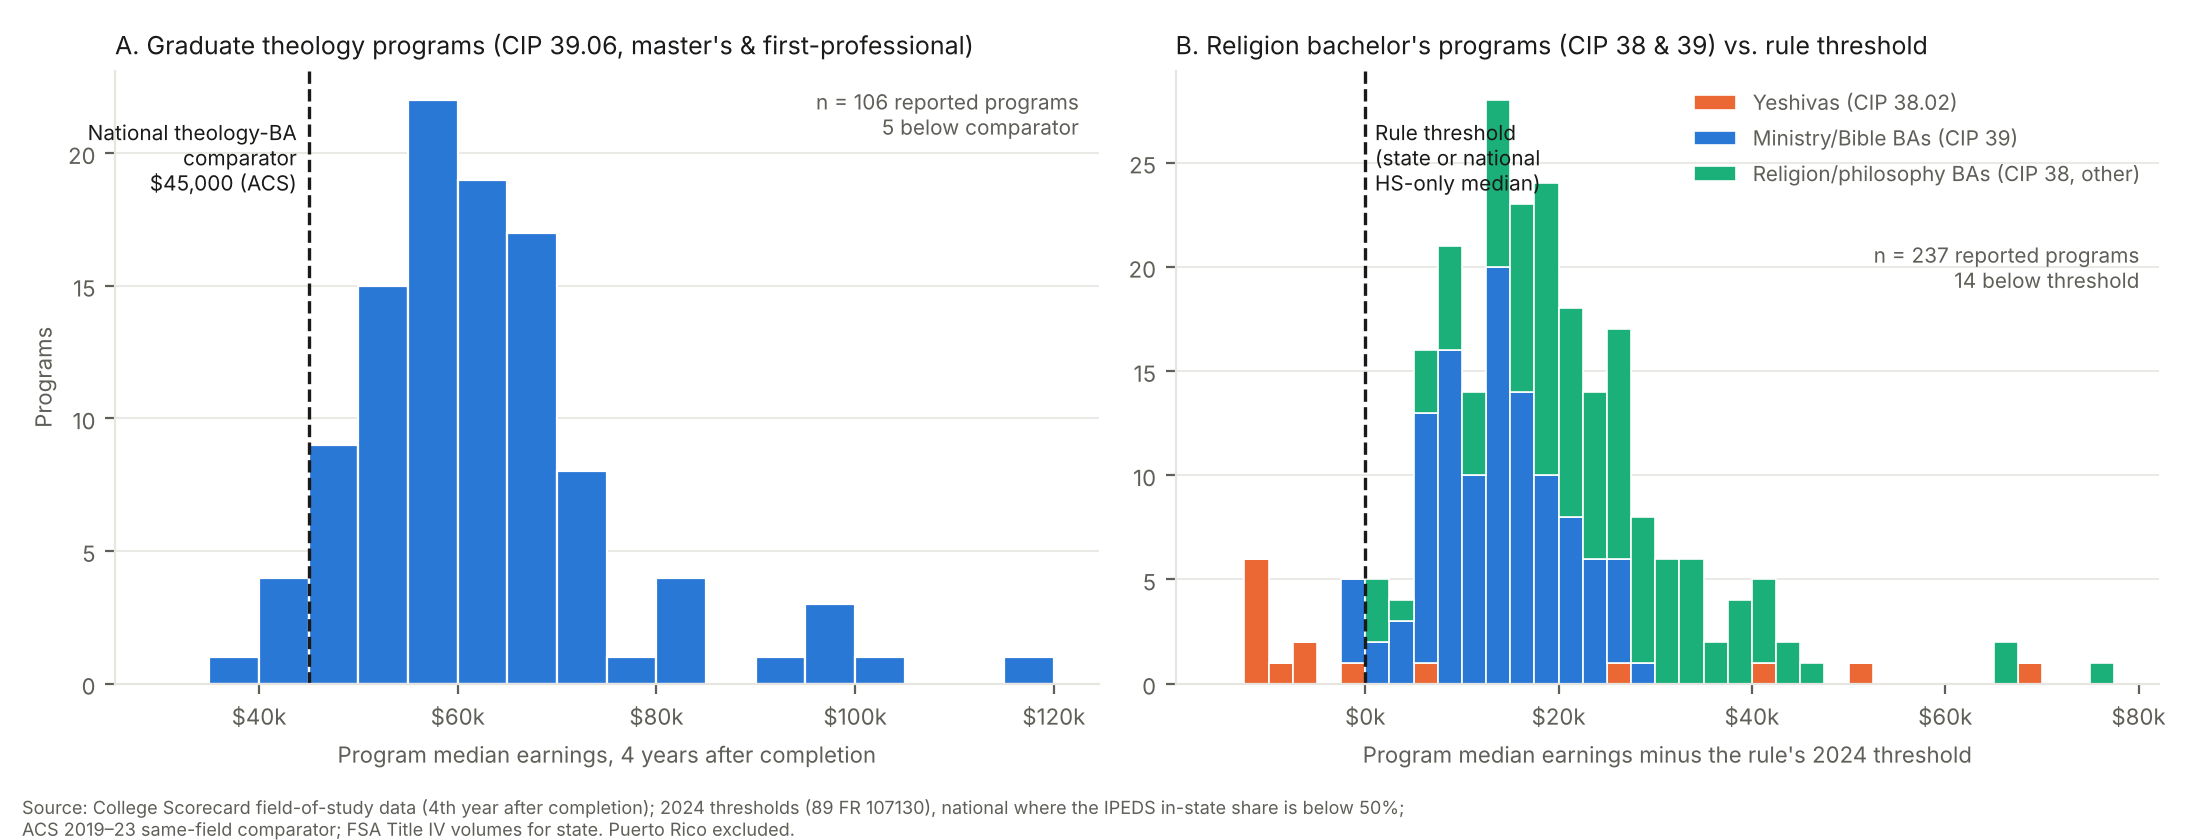 A. Graduate theology programs (CIP 39.06, master's & first-professional)
n = 106 reported programs
5 below comparator
National theology-BA
comparator
$45,000 (ACS)
Programs
20
15
10
5
0
$40k
$60k
$80k
$100k
$120k
Program median earnings, 4 years after completion
B. Religion bachelor's programs (CIP 38 & 39) vs. rule threshold
Rule threshold
(state or national
HS-only median)
Yeshivas (CIP 38.02)
Ministry/Bible BAs (CIP 39)
Religion/philosophy BAs (CIP 38, other)
n = 237 reported programs
14 below threshold
25
20
15
10
5
0
$0k
$20k
$40k
$60k
$80k
Program median earnings minus the rule's 2024 threshold
Source: College Scorecard field-of-study data (4th year after completion); 2024 thresholds (89 FR 107130), national where the IPEDS in-state share is below 50%;
ACS 2019–23 same-field comparator; FSA Title IV volumes for state. Puerto Rico excluded.